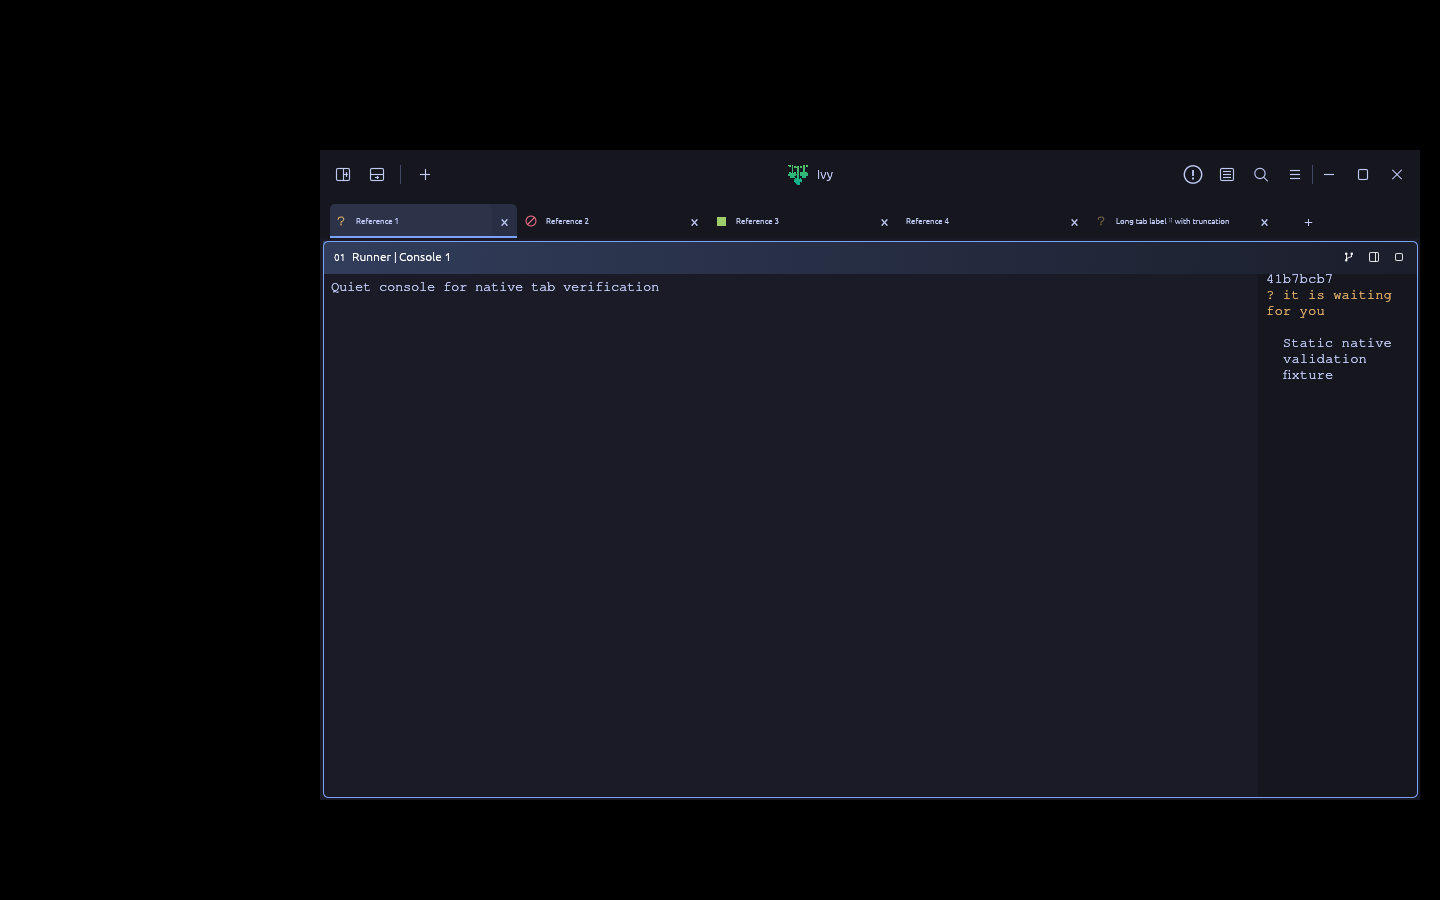 Ivy
? Reference 1 x
Reference 2 x
Reference 3 x
Reference 4 x
? Long tab label with truncation x
+
01 Runner | Console 1
Quiet console for native tab verification
41b7bcb7
? it is waiting
for you
Static native
validation
fixture